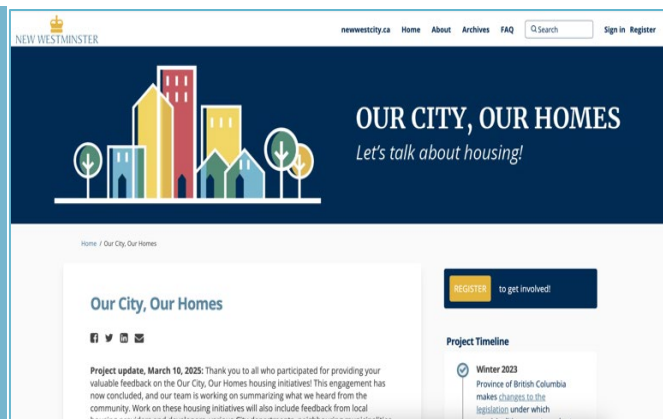 NEW WESTMINSTER
newwestcity.ca Home About Archives FAQ Search Sign in Register
OUR CITY, OUR HOMES
Let's talk about housing!
Home / Our City, Our Homes
Our City, Our Homes
Project update, March 10, 2025: Thank you to all who participated for providing your
valuable feedback on the Our City, Our Homes housing initiatives! This engagement has
now concluded, and our team is working on summarizing what we heard from the
community. Work on these housing initiatives will also include feedback from local
REGISTER to get involved!
Project Timeline
Winter 2023
Province of British Columbia
makes changes to the
legislation under which